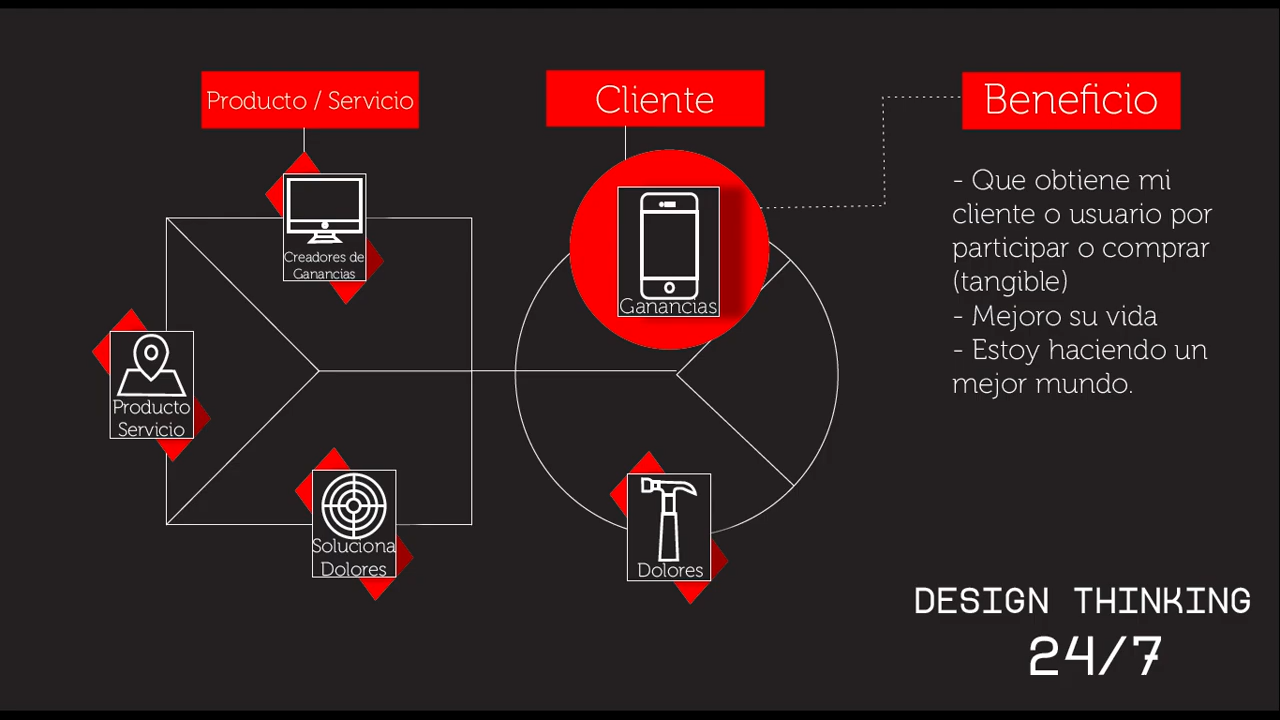 Producto / Servicio
Cliente
Beneficio
Creadores de
Ganancias
Producto
Servicio
Soluciona
Dolores
Ganancias
Dolores
- Que obtiene mi
cliente o usuario por
participar o comprar
(tangible)
- Mejoro su vida
- Estoy haciendo un
mejor mundo.
DESIGN THINKING
24/7